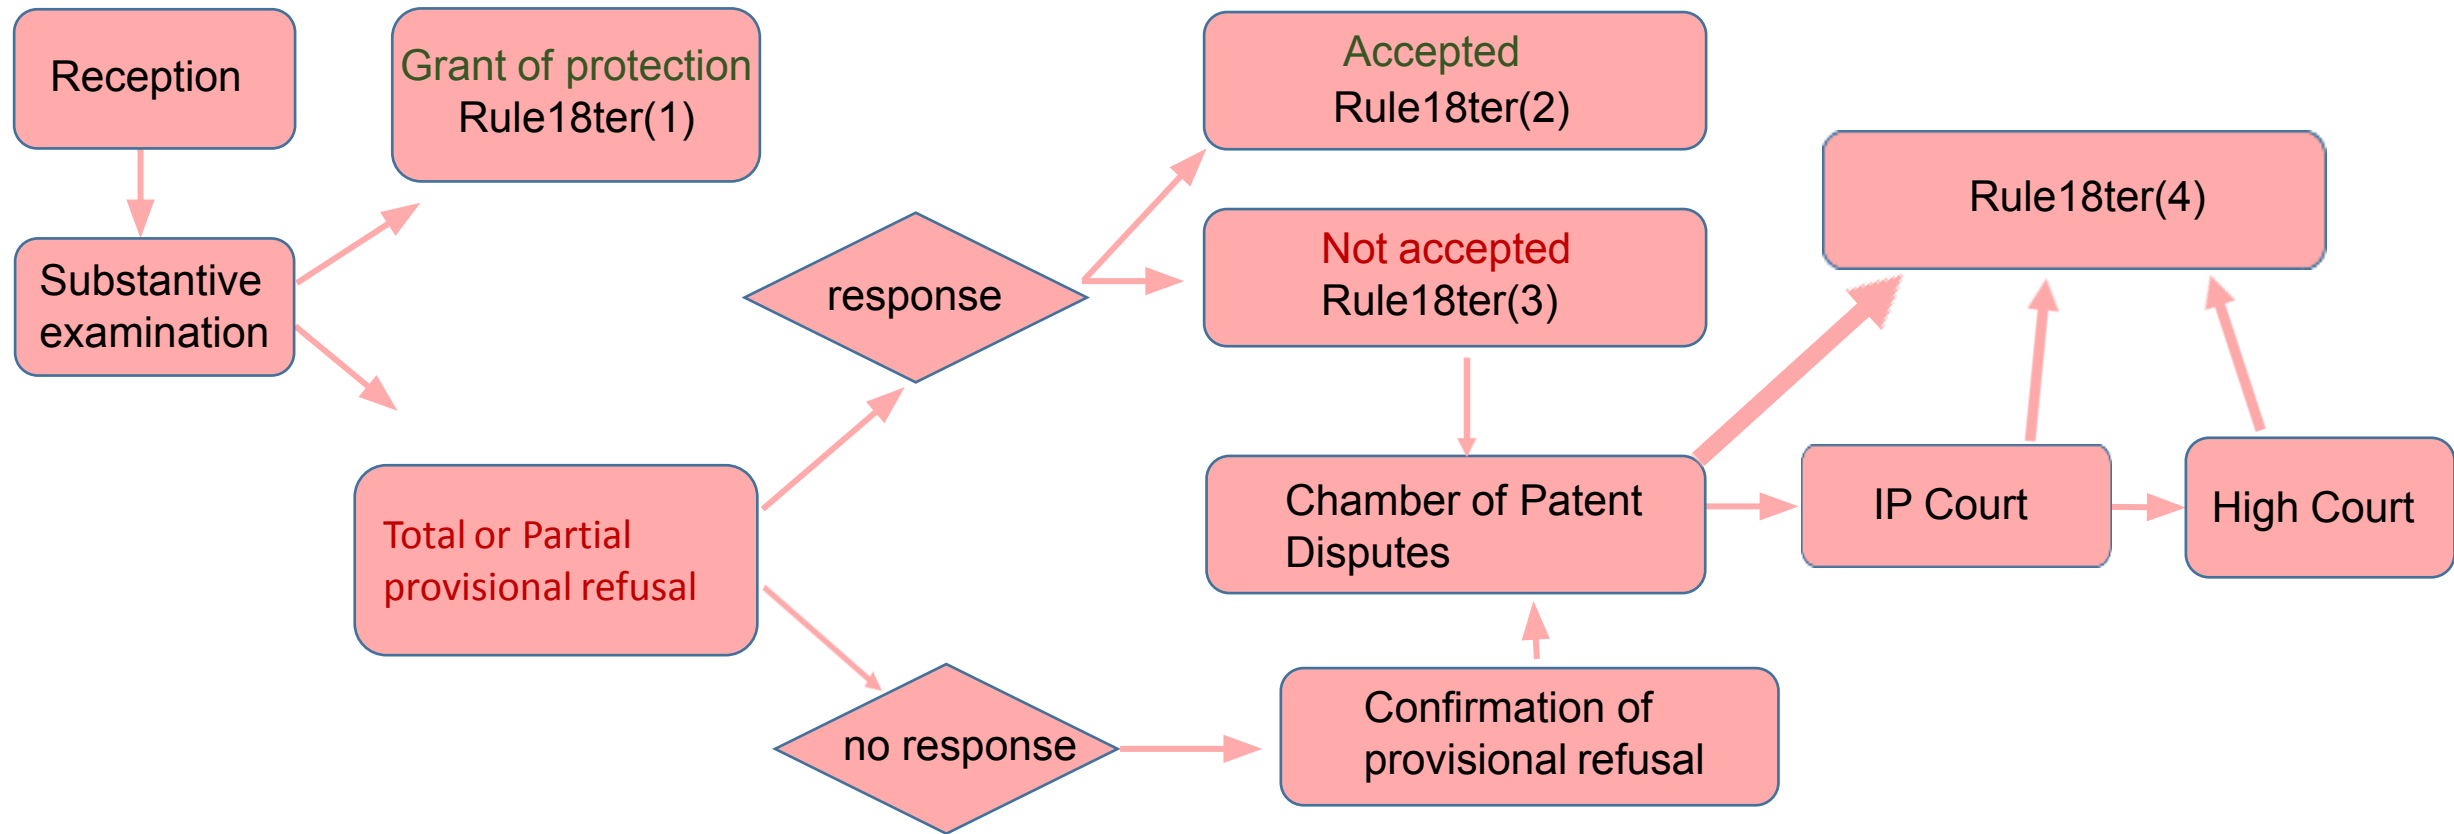 Reception
Grant of protection
Rule18ter(1)
Accepted
Rule18ter(2)
Rule18ter(4)
Substantive
examination
response
Not accepted
Rule18ter(3)
Total or Partial
provisional refusal
Chamber of Patent
Disputes
IP Court
High Court
no response
Confirmation of
provisional refusal